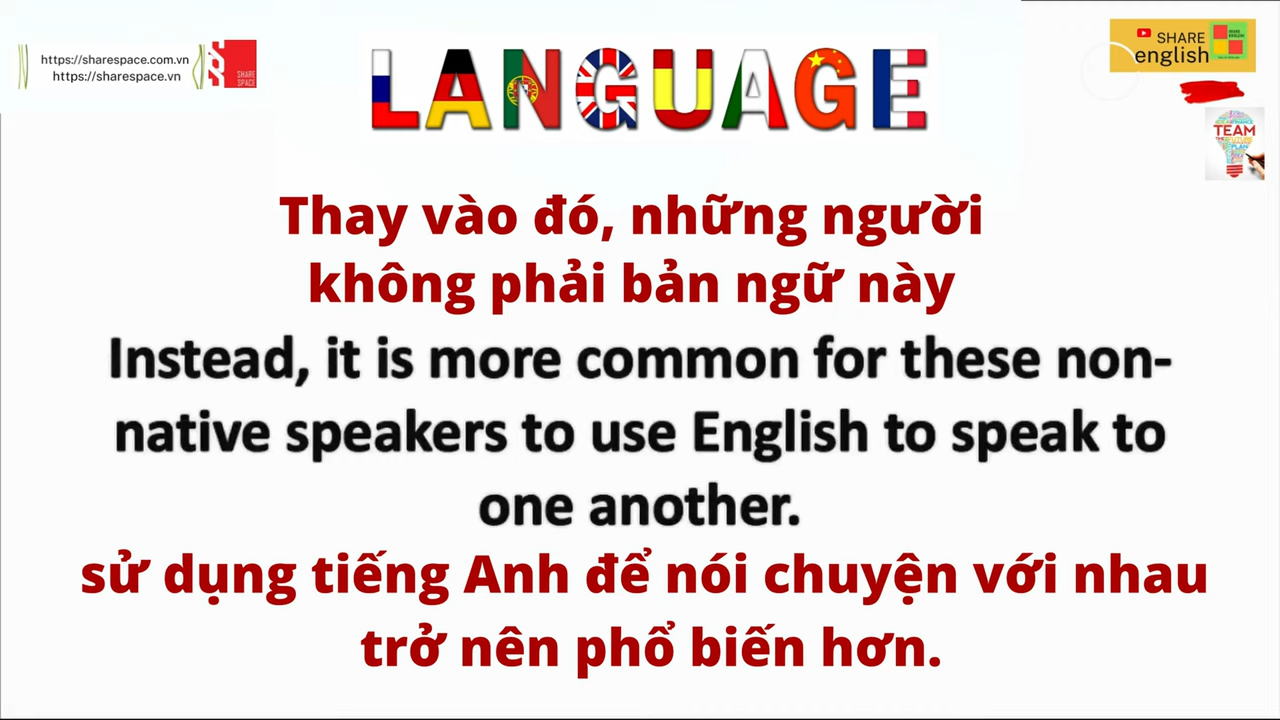 https://sharespace.com.vn
https://sharespace.vn
SHARE
SPACE
LANGUAGE
SHARE
english
TEAM
PLAN
Thay vào đó, những người
không phải bản ngữ này
Instead, it is more common for these non-
native speakers to use English to speak to
one another.
sử dụng tiếng Anh để nói chuyện với nhau
trở nên phổ biến hơn.